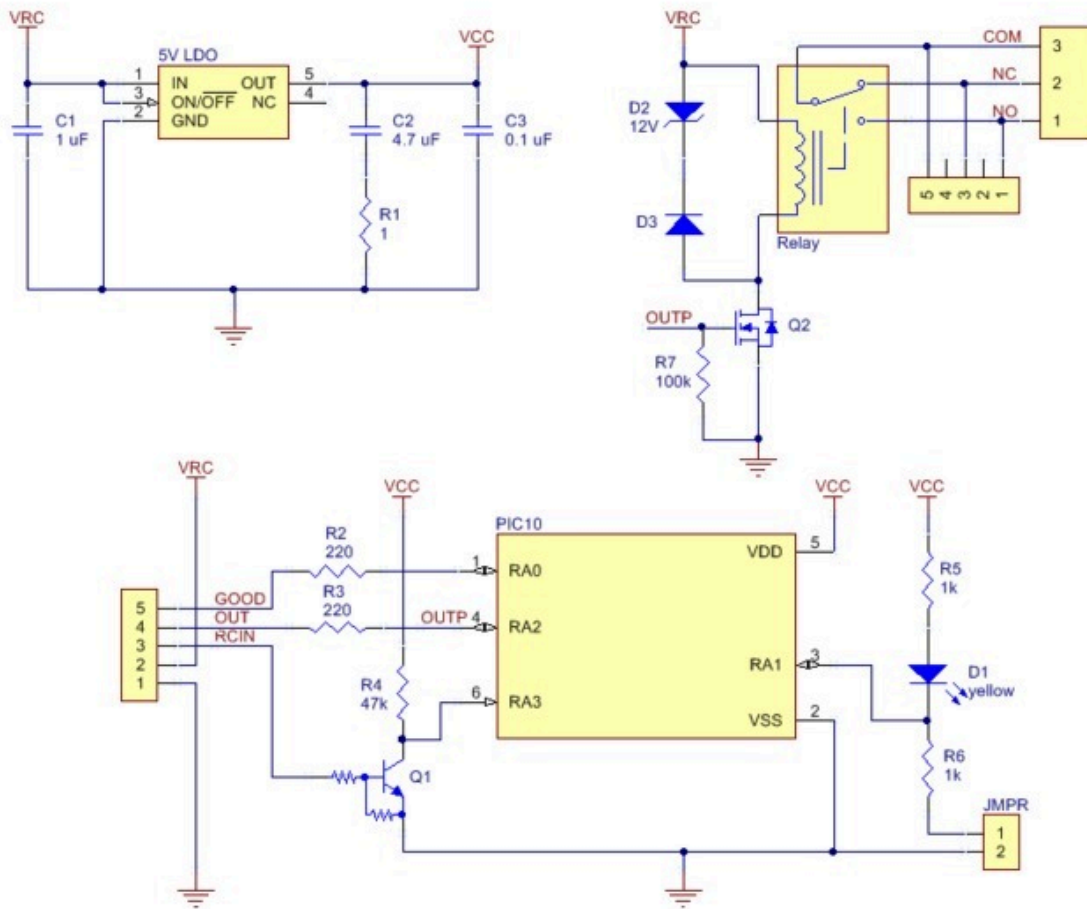 VRC
VCC
5V LDO
1 IN OUT 5
3 ON/OFF NC 4
2 GND
C1
1 uF
C2
4.7 uF
C3
0.1 uF
R1
1
VRC
D2
12V
D3
Relay
COM
NC
NO
3
2
1
5 4 3 2 1
OUTP
Q2
R7
100k
VRC
VCC
PIC10
VCC
VCC
5
4
3
2
1
GOOD
OUT
RCIN
R2
220
R3
220
OUTP
R4
47k
Q1
1 RA0
4 RA2
6 RA3
VDD 5
RA1 3
VSS 2
R5
1k
D1
yellow
R6
1k
JMPR
1
2